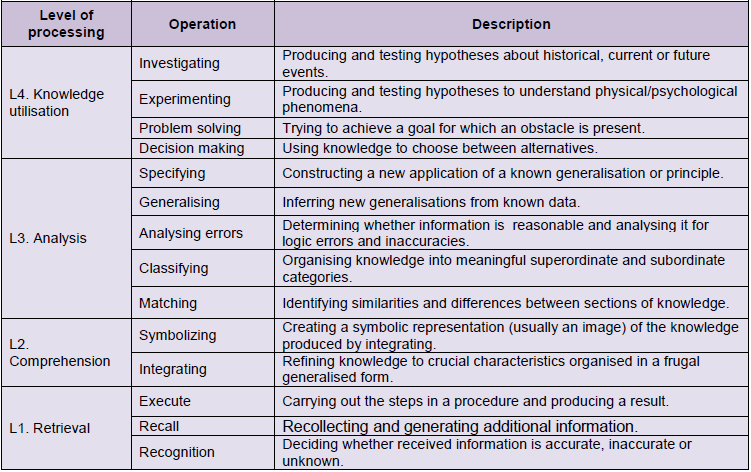 Level of processing
Operation
Description
L4. Knowledge utilisation
Investigating
Producing and testing hypotheses about historical, current or future
events.
Experimenting
Producing and testing hypotheses to understand physical/psychological
phenomena.
Problem solving
Trying to achieve a goal for which an obstacle is present.
Decision making
Using knowledge to choose between alternatives.
L3. Analysis
Specifying
Constructing a new application of a known generalisation or principle.
Generalising
Inferring new generalisations from known data.
Analysing errors
Determining whether information is reasonable and analysing it for
logic errors and inaccuracies.
Classifying
Organising knowledge into meaningful superordinate and subordinate
categories.
Matching
Identifying similarities and differences between sections of knowledge.
L2.
Comprehension
Symbolizing
Creating a symbolic representation (usually an image) of the knowledge
produced by integrating.
Integrating
Refining knowledge to crucial characteristics organised in a frugal
generalised form.
L1. Retrieval
Execute
Carrying out the steps in a procedure and producing a result.
Recall
Recollecting and generating additional information.
Recognition
Deciding whether received information is accurate, inaccurate or
unknown.